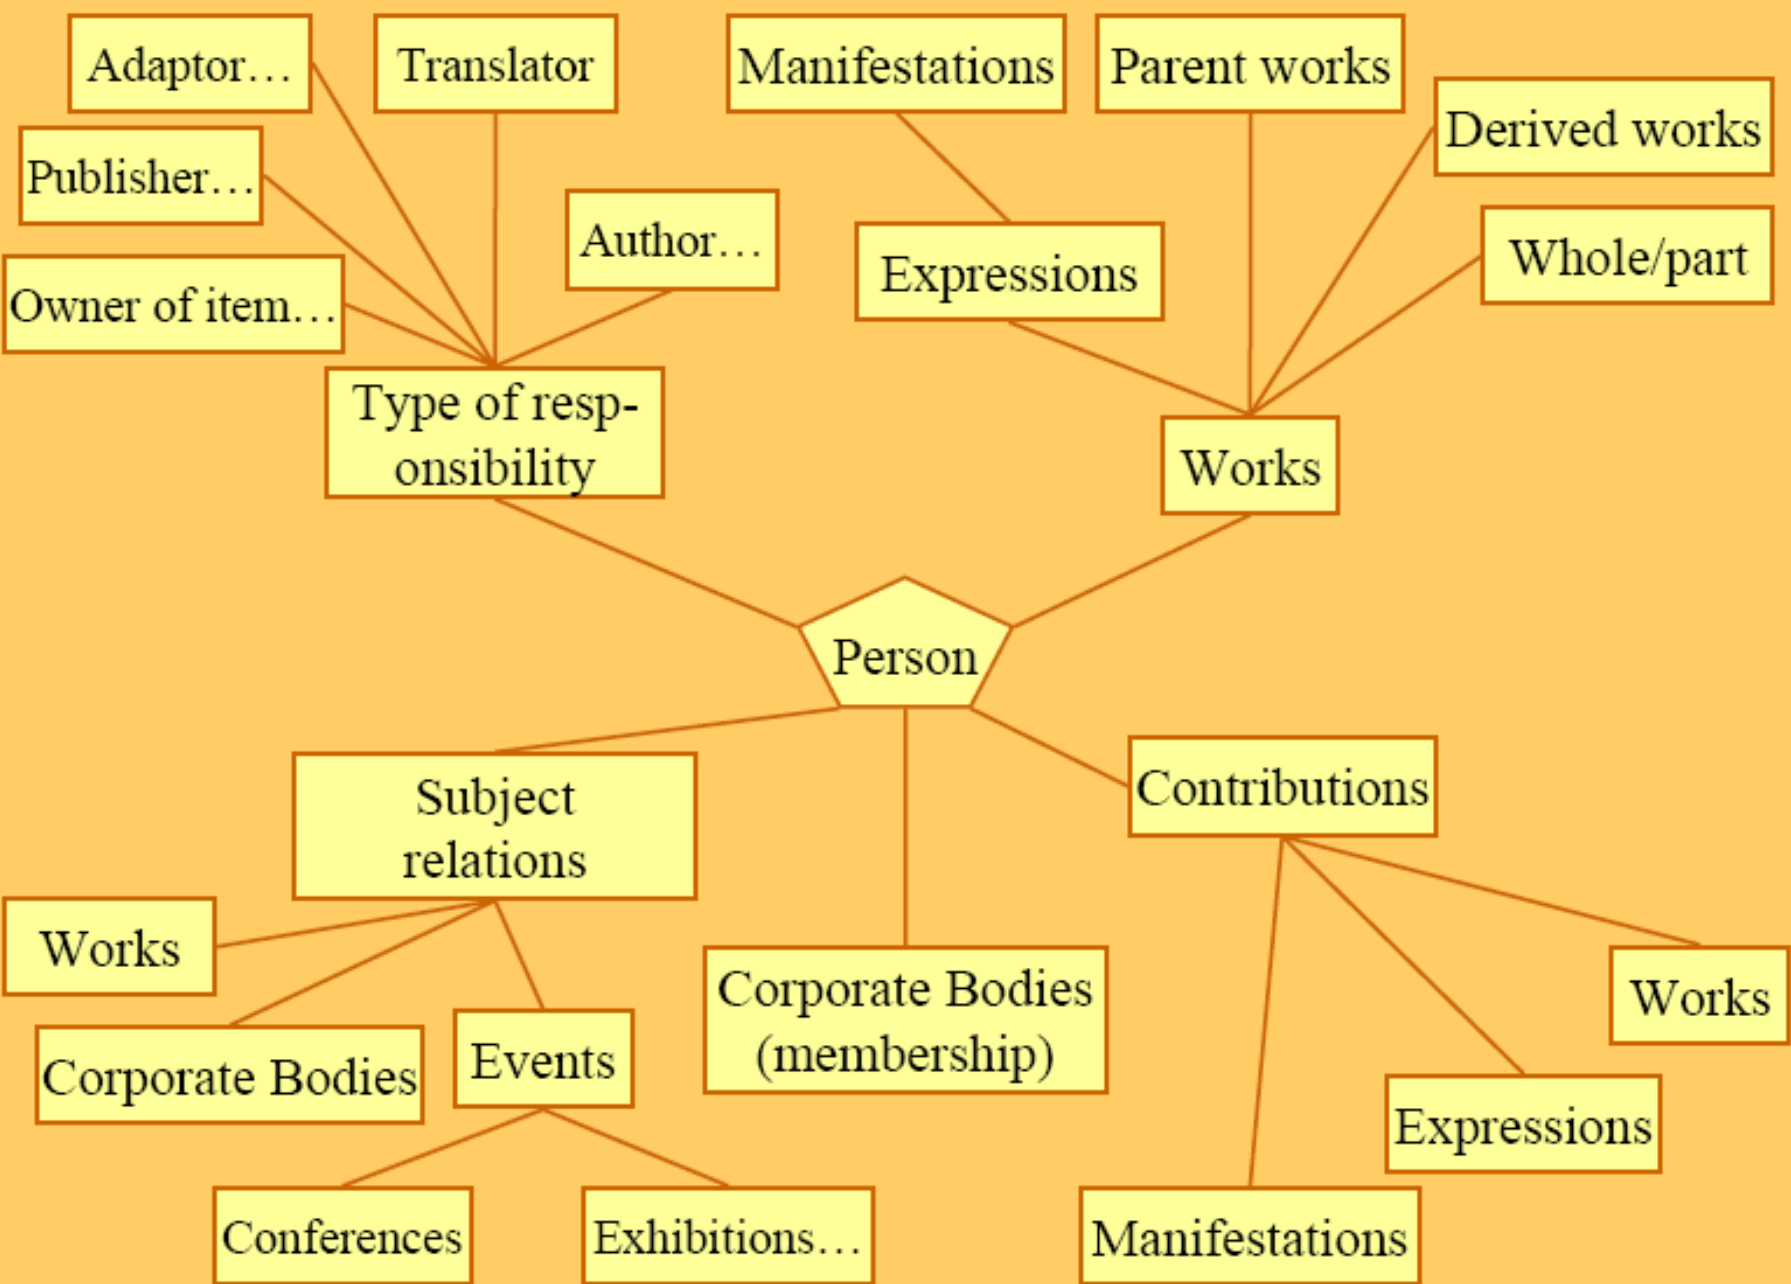 Adaptor…
Translator
Manifestations
Parent works
Derived works
Publisher…
Author…
Whole/part
Expressions
Owner of item…
Type of resp-
onsibility
Works
Person
Subject
relations
Contributions
Works
Corporate Bodies
(membership)
Works
Corporate Bodies
Events
Expressions
Conferences
Exhibitions…
Manifestations